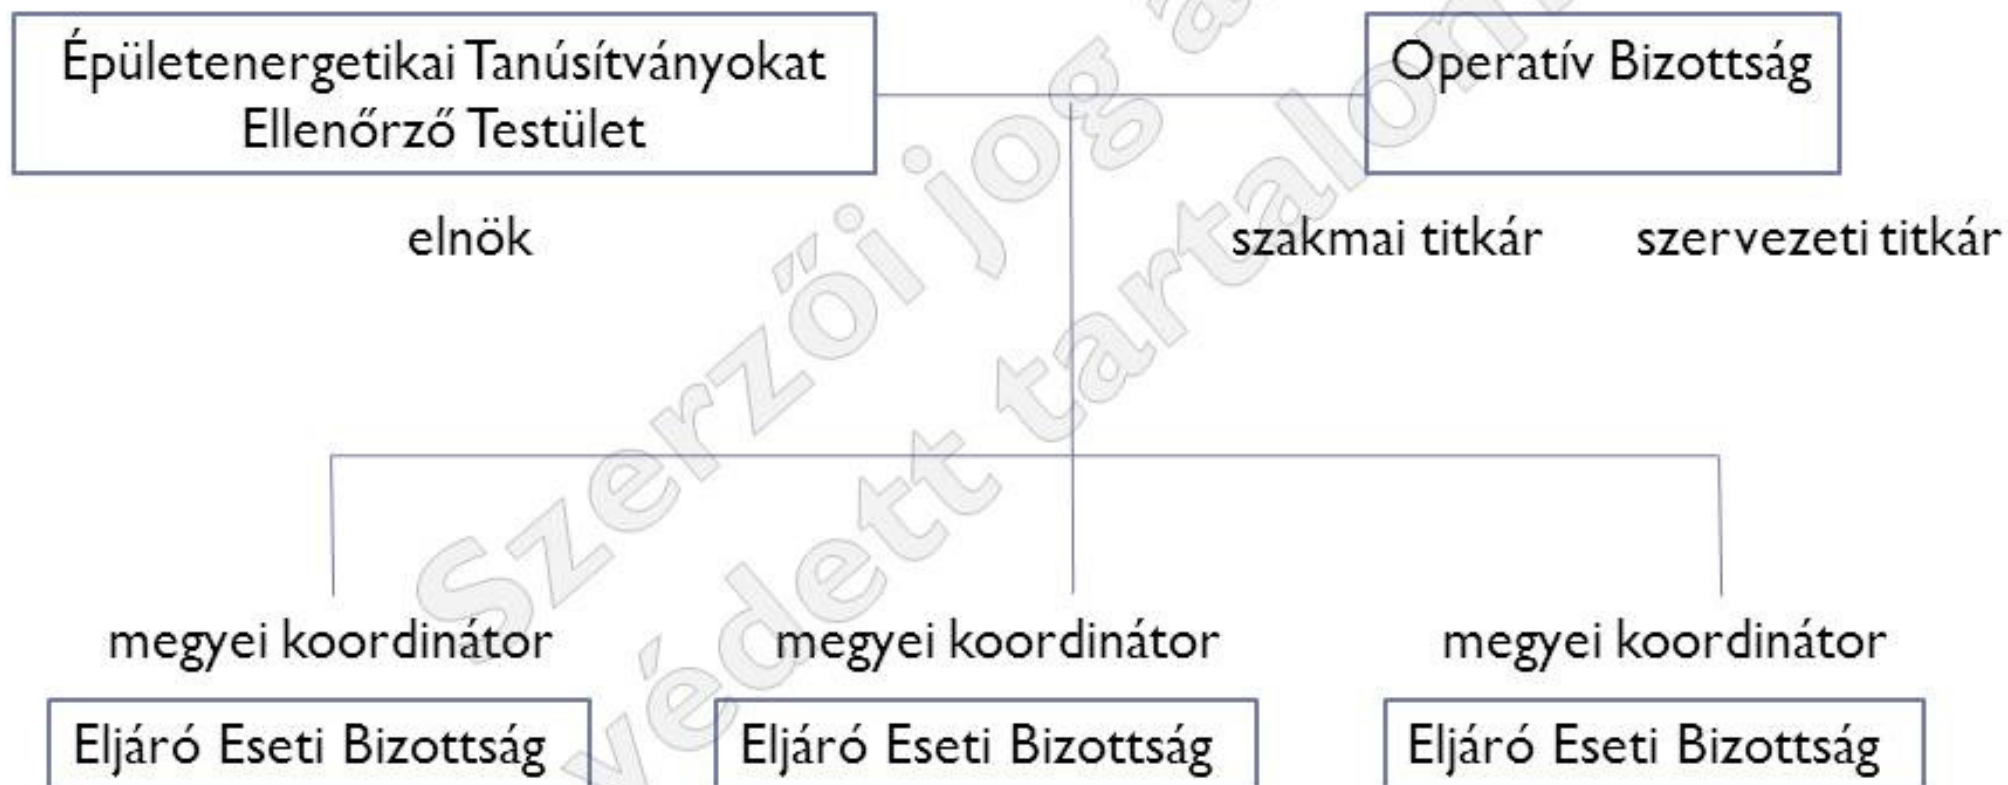 Épületenergetikai Tanúsítványokat
Ellenőrző Testület
Operatív Bizottság
elnök
szakmai titkár
szervezeti titkár
megyei koordinátor
megyei koordinátor
megyei koordinátor
Eljáró Eseti Bizottság
Eljáró Eseti Bizottság
Eljáró Eseti Bizottság
Szerzői jog
védett